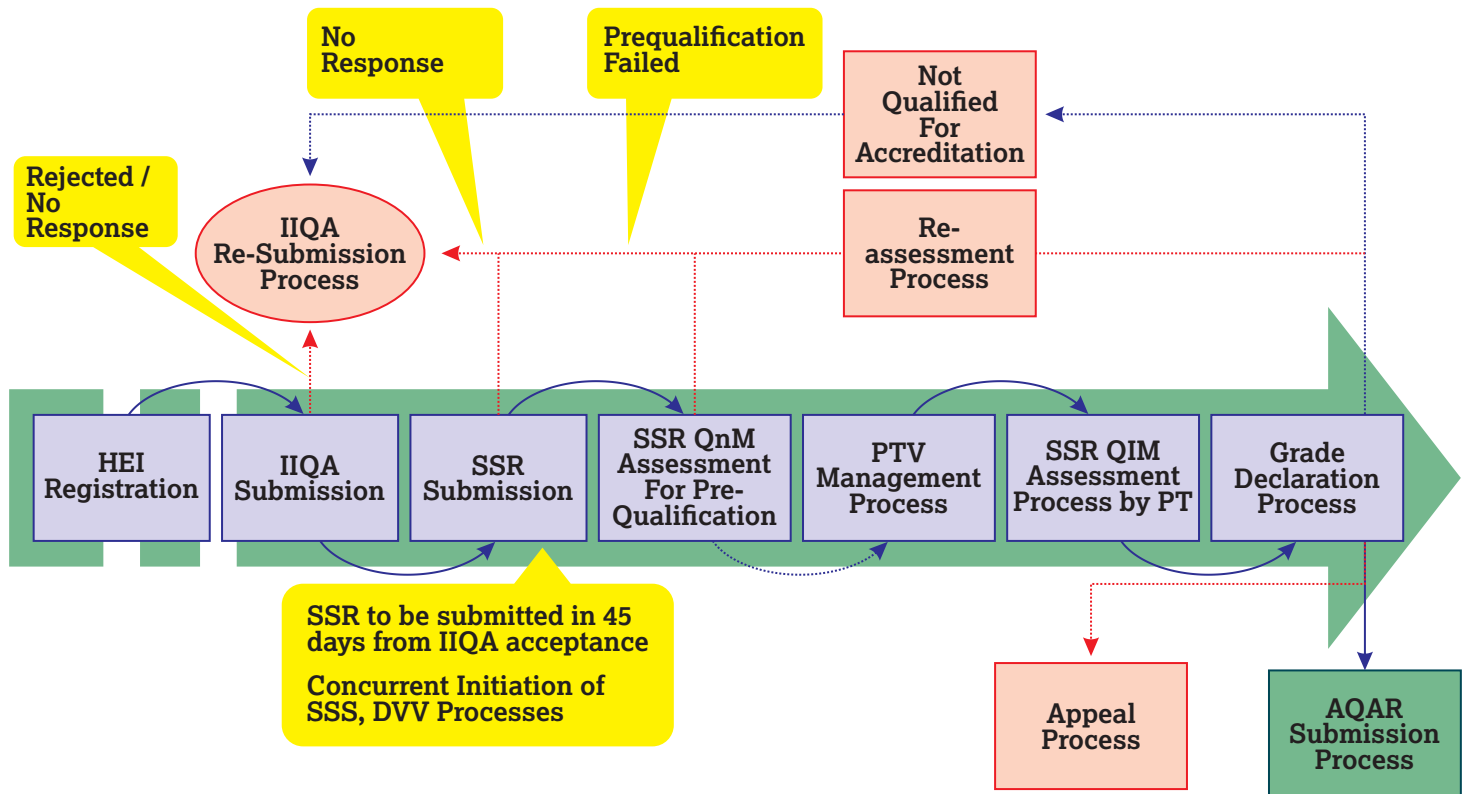 No
Response
Prequalification
Failed
Not
Qualified
For
Accreditation
Rejected /
No
Response
IIQA
Re-Submission
Process
Re-
assessment
Process
HEI
Registration
IIQA
Submission
SSR
Submission
SSR QnM
Assessment
For Pre-
Qualification
PTV
Management
Process
SSR QIM
Assessment
Process by PT
Grade
Declaration
Process
SSR to be submitted in 45
days from IIQA acceptance
Concurrent Initiation of
SSS, DVV Processes
Appeal
Process
AQAR
Submission
Process